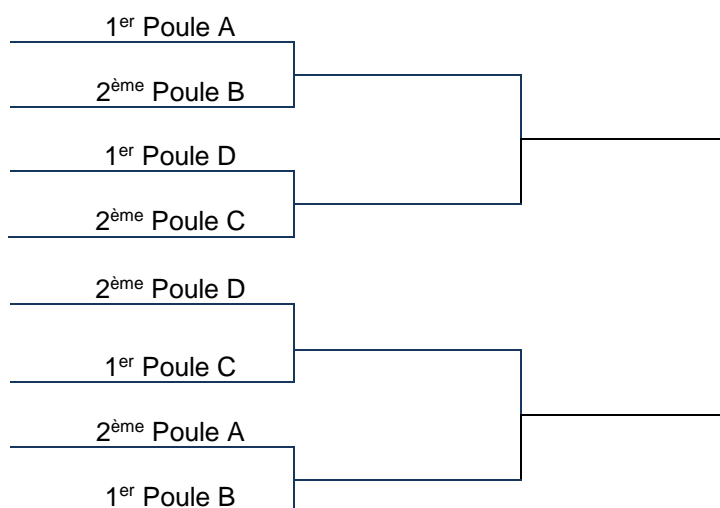 1er Poule A
2ème Poule B
1er Poule D
2ème Poule C
2ème Poule D
1er Poule C
2ème Poule A
1er Poule B